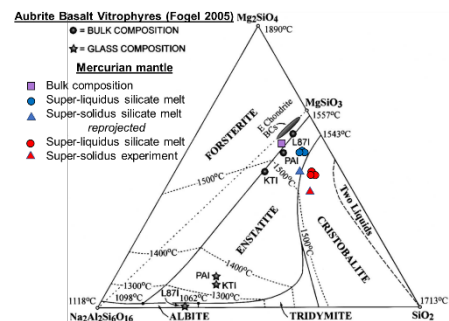 Aubrite Basalt Vitrophyres (Fogel 2005)
= BULK COMPOSITION
= GLASS COMPOSITION
Mercurian mantle
Bulk composition
Super-liquidus silicate melt
Super-solidus silicate melt
reprojected
Super-liquidus silicate melt
Super-solidus experiment
Mg2SiO4
1890°C
MgSiO3
1557°C
1543°C
E Chondrite
BCs
L87I
PAI
KTI
FORSTERITE
1500°C
1500°C
Two Liquids
ENSTATITE
CRISTOBALITE
1400°C
1400°C
1500°C
PAI
KTI
1300°C
1300°C
L87I
1118°C
1098°C
1062°C
1713°C
Na2Al2Si6O16
ALBITE
TRIDYMITE
SiO2